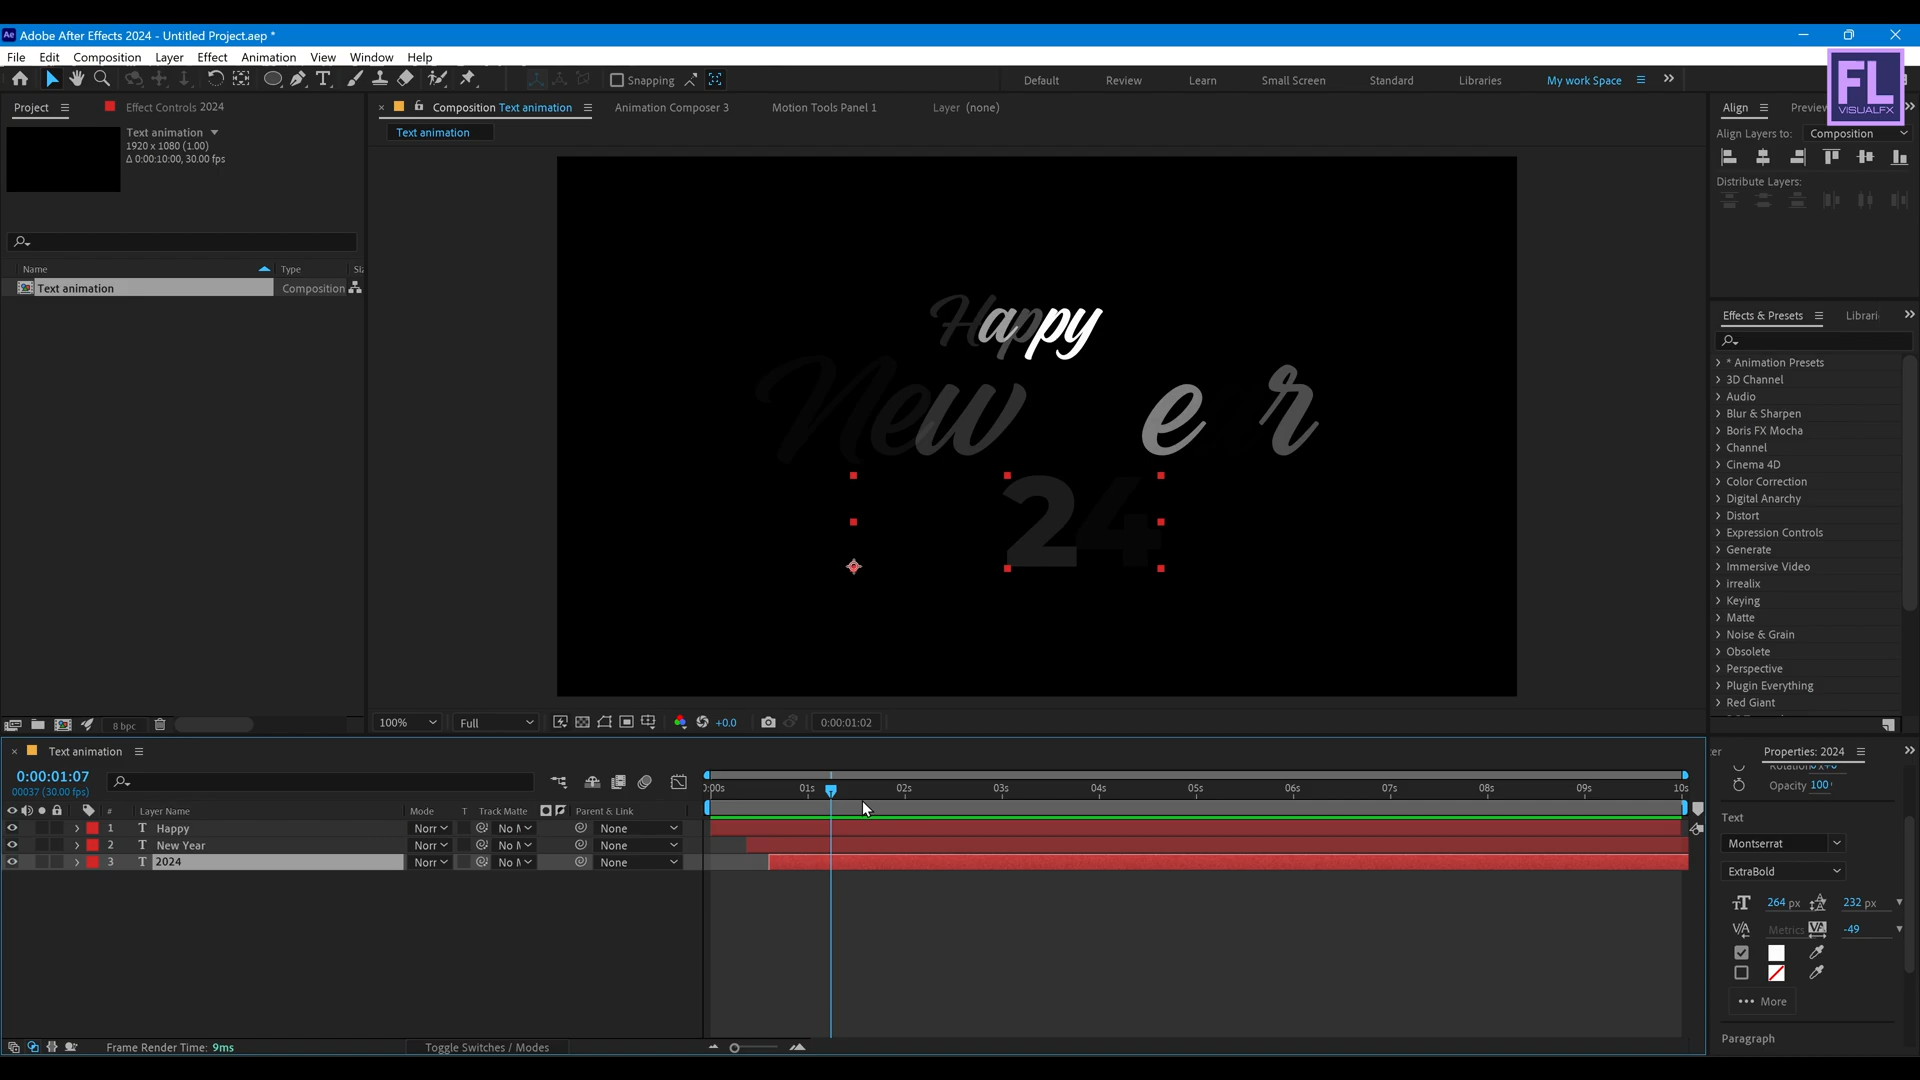 Adobe After Effects 2024 - Untitled Project.aep *
File Edit Composition Layer Effect Animation View Window Help
Snapping Default Review Learn Small Screen Standard Libraries My work Space
FL
VISUALFX
Project Effect Controls 2024
Composition Text animation Animation Composer 3 Motion Tools Panel 1 Layer (none)
Align Preview
Text animation
Align Layers to: Composition
Text animation
1920 x 1080 (1.00)
Δ 0:00:10:00, 30.00 fps
Distribute Layers:
Name Type Siz
Text animation Composition
Happy
New ear
24
Effects & Presets Librari
* Animation Presets
3D Channel
Audio
Blur & Sharpen
Boris FX Mocha
Channel
Cinema 4D
Color Correction
Digital Anarchy
Distort
Expression Controls
Generate
Immersive Video
irrealix
Keying
Matte
Noise & Grain
Obsolete
Perspective
Plugin Everything
Red Giant
8 bpc
100% Full +0.0 0:00:01:02
Text animation
0:00:01:07
00037 (30.00 fps)
# Layer Name Mode T Track Matte Parent & Link
:00s 01s 02s 03s 04s 05s 06s 07s 08s 09s 10s
1 T Happy Norr No M None
2 T New Year Norr No M None
3 T 2024 Norr No M None
Frame Render Time: 9ms
Toggle Switches / Modes
Properties: 2024
Opacity 100
Text
Montserrat
ExtraBold
264 px 232 px
Metrics -49
More
Paragraph